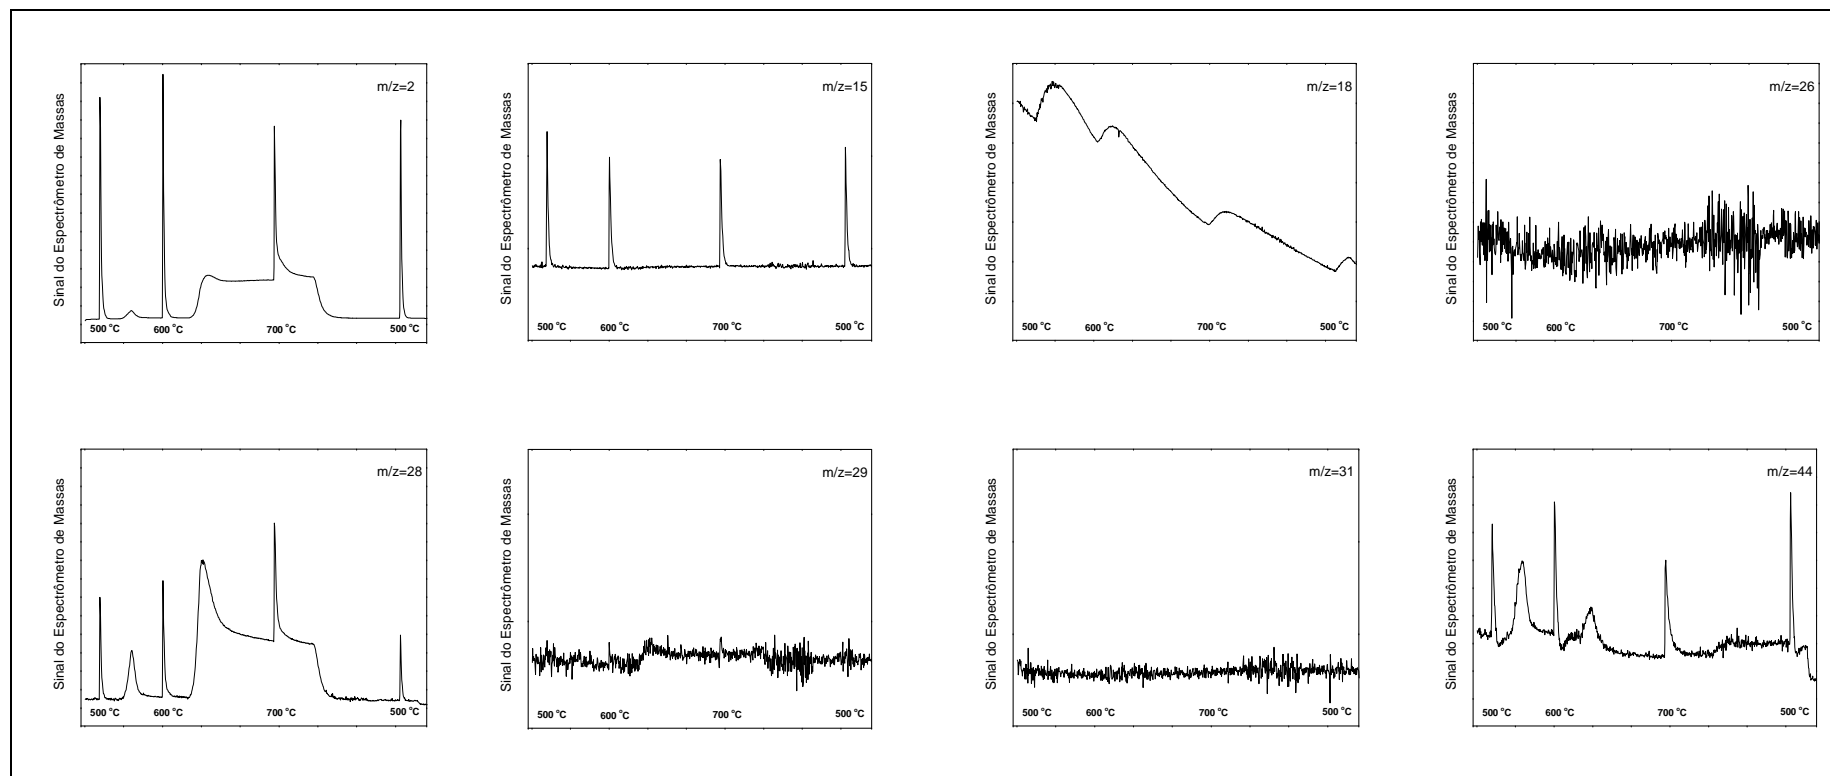 m/z=2
Sinal do Espectrômetro de Massas
500 °C 600 °C 700 °C 500 °C
m/z=15
Sinal do Espectrômetro de Massas
500 °C 600 °C 700 °C 500 °C
m/z=18
Sinal do Espectrômetro de Massas
500 °C 600 °C 700 °C 500 °C
m/z=26
Sinal do Espectrômetro de Massas
500 °C 600 °C 700 °C 500 °C
m/z=28
Sinal do Espectrômetro de Massas
500 °C 600 °C 700 °C 500 °C
m/z=29
Sinal do Espectrômetro de Massas
500 °C 600 °C 700 °C 500 °C
m/z=31
Sinal do Espectrômetro de Massas
500 °C 600 °C 700 °C 500 °C
m/z=44
Sinal do Espectrômetro de Massas
500 °C 600 °C 700 °C 500 °C